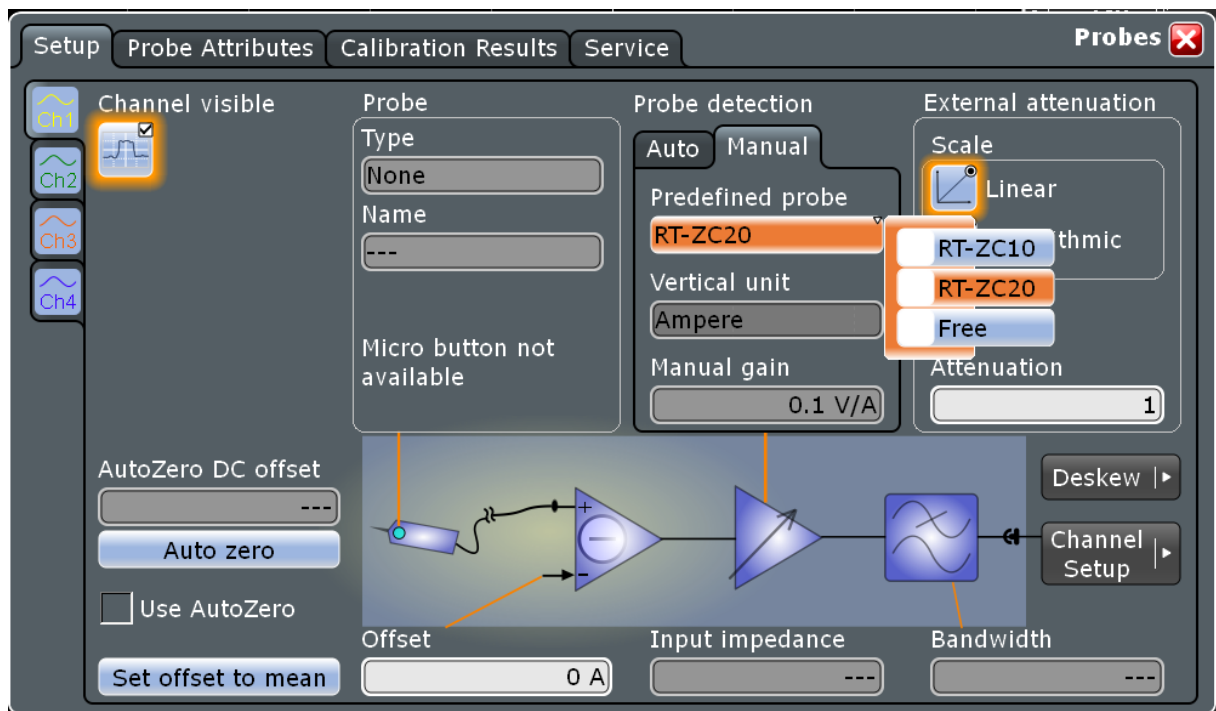 Setup
Probe Attributes
Calibration Results
Service
Probes
Ch1
Ch2
Ch3
Ch4
Channel visible
Probe
Type
None
Name
---
Micro button not
available
Probe detection
Auto
Manual
Predefined probe
RT-ZC20
Vertical unit
Ampere
Manual gain
0.1 V/A
External attenuation
Scale
Linear
thmic
RT-ZC10
RT-ZC20
Free
Attenuation
1
AutoZero DC offset
---
Auto zero
Use AutoZero
Set offset to mean
+
-
Deskew
Channel
Setup
Offset
0 A
Input impedance
---
Bandwidth
---